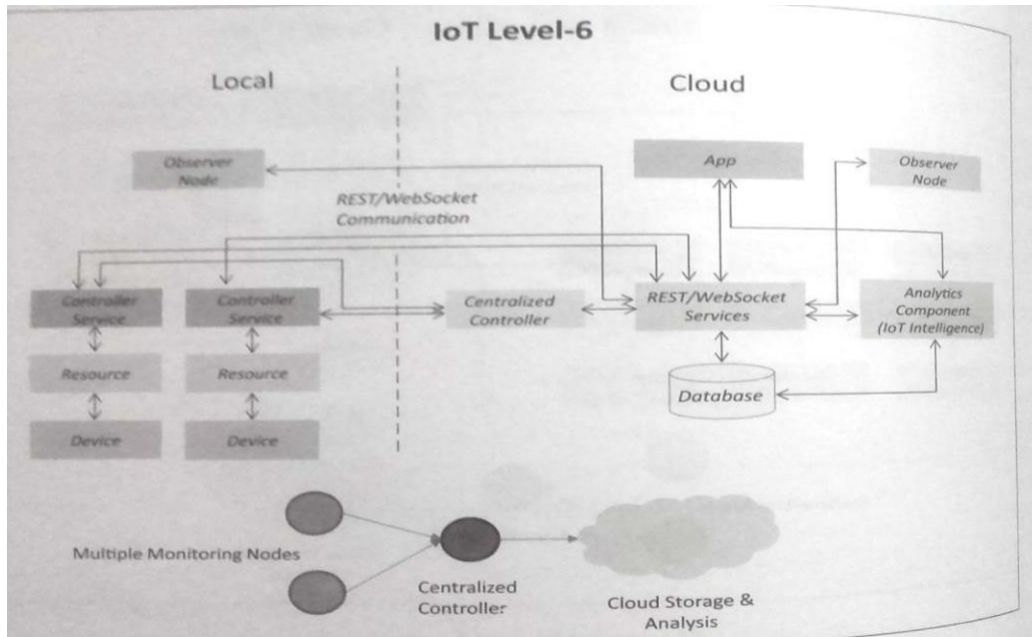 IoT Level-6
Local
Cloud
Observer
Node
App
Observer
Node
REST/WebSocket
Communication
Controller
Service
Controller
Service
Centralized
Controller
REST/WebSocket
Services
Analytics
Component
(IoT Intelligence)
Resource
Resource
Database
Device
Device
Multiple Monitoring Nodes
Centralized
Controller
Cloud Storage &
Analysis